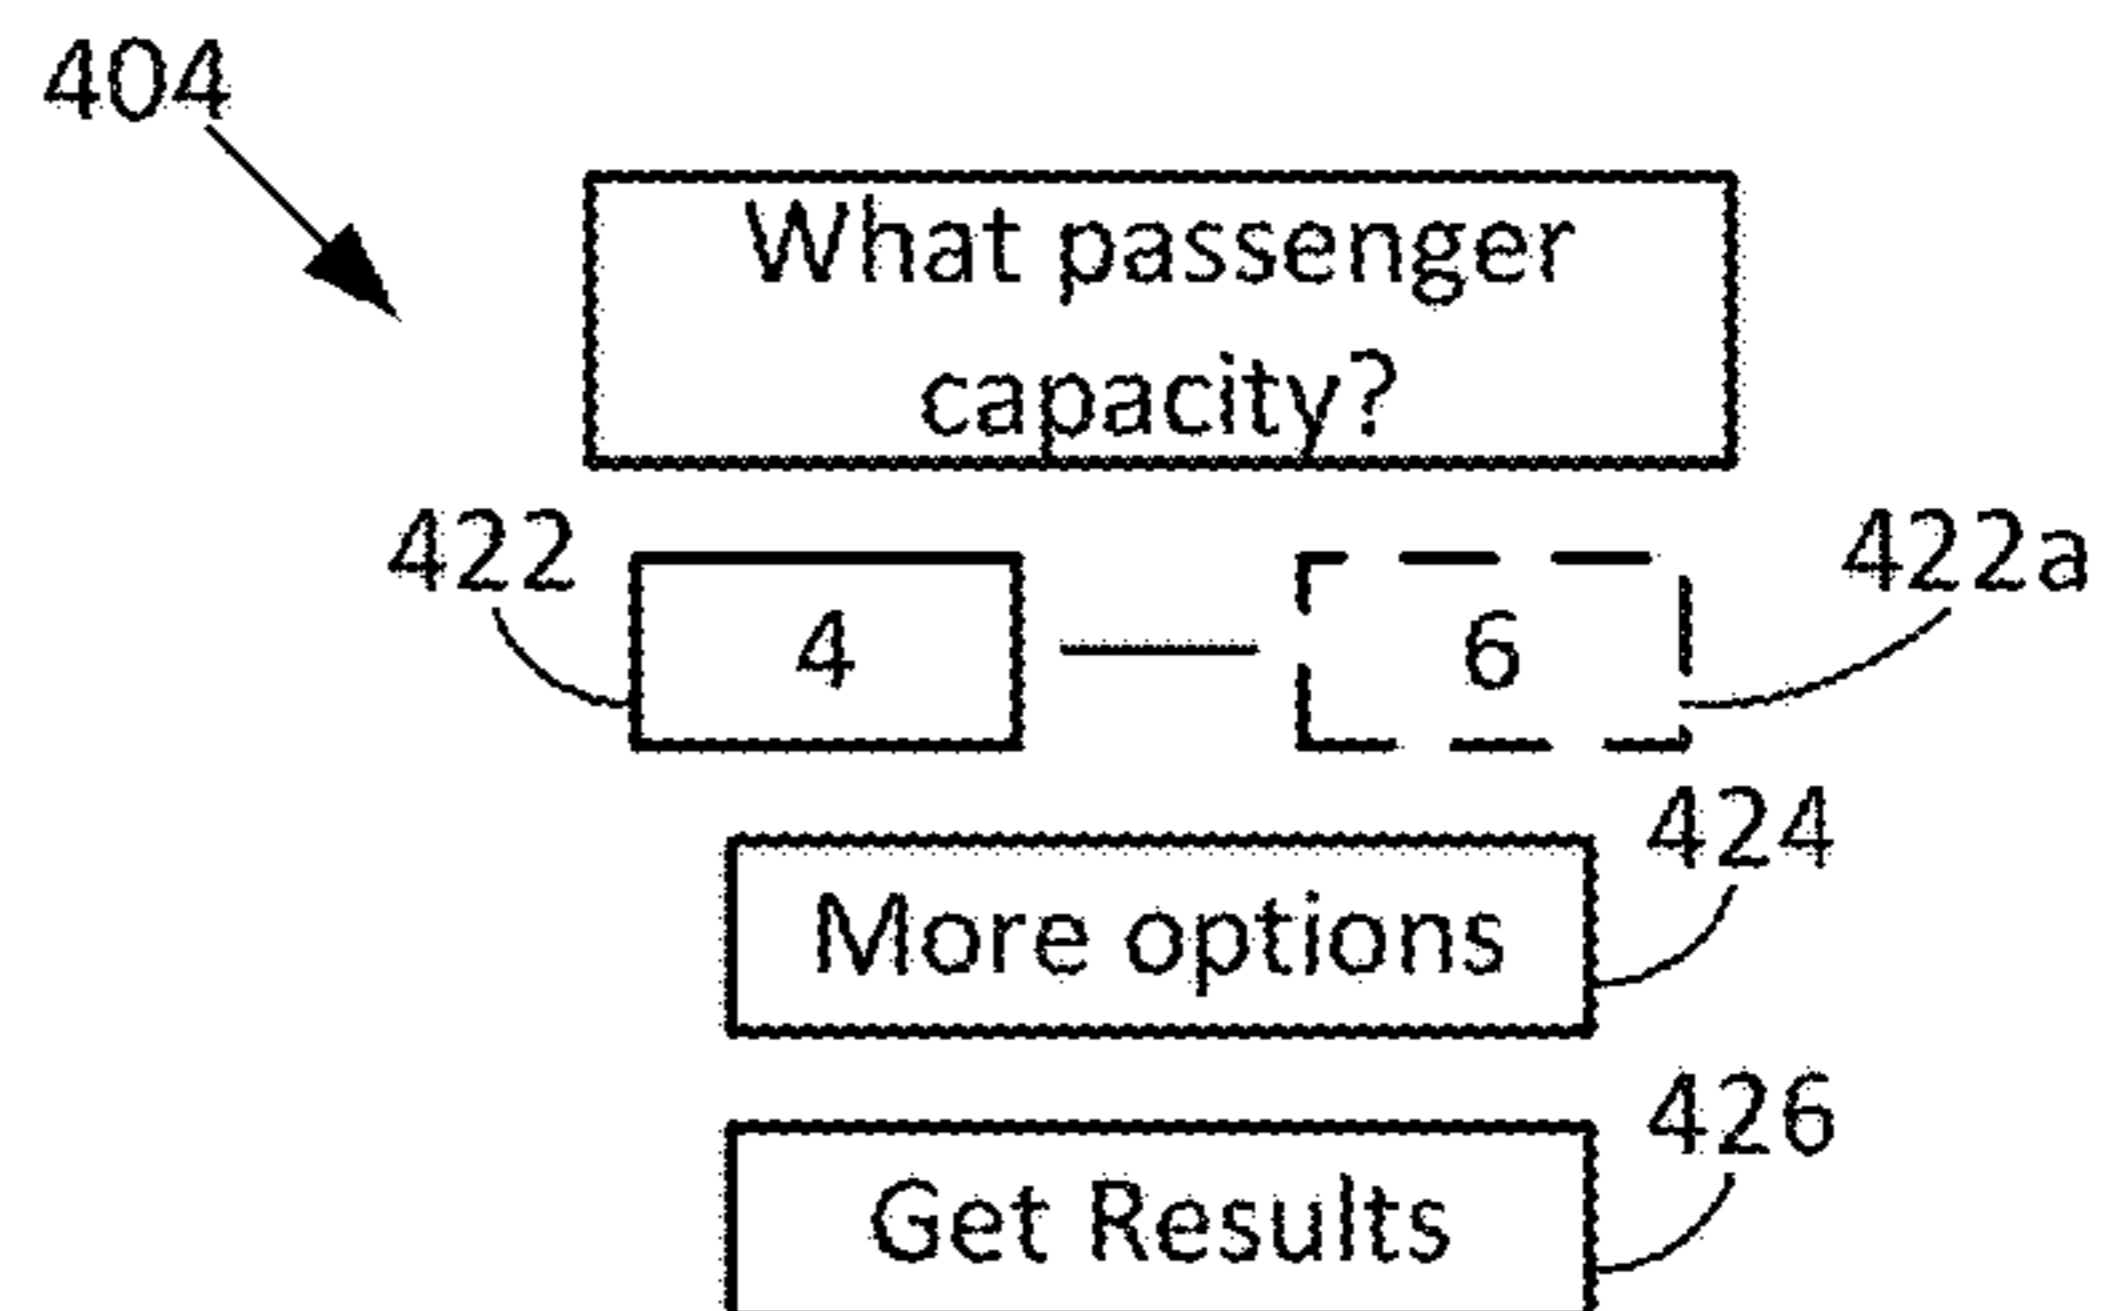 404
What passenger
capacity?
422
4
6
422a
424
More options
426
Get Results